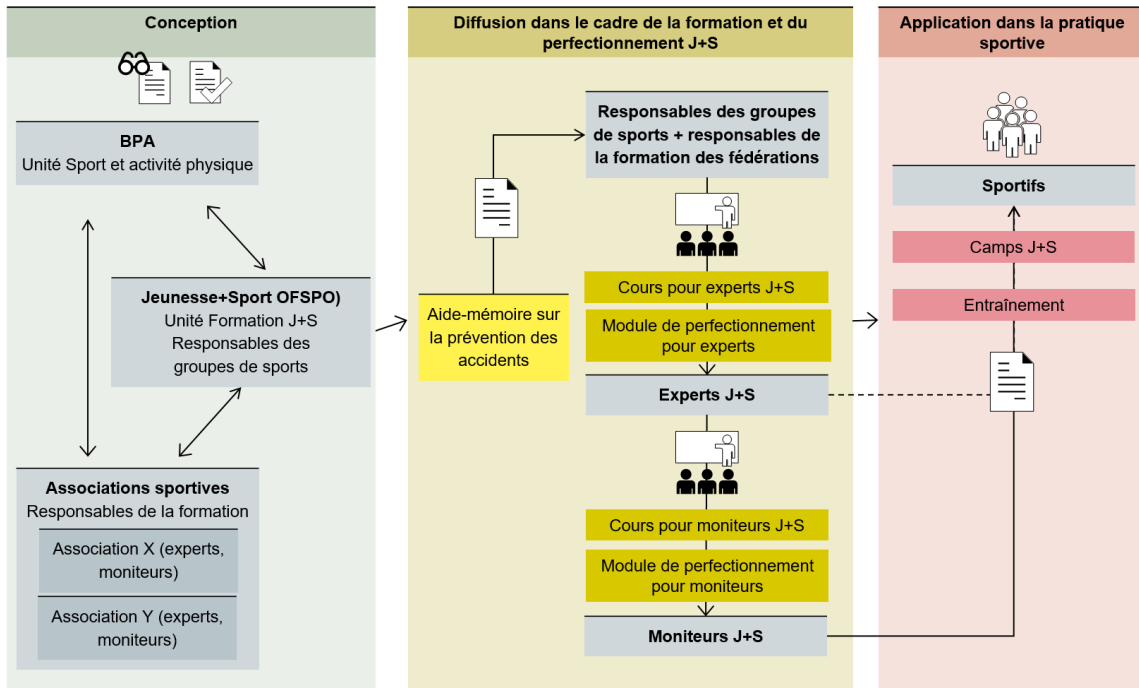 Conception
BPA
Unité Sport et activité physique
Jeunesse+Sport OFSPO)
Unité Formation J+S
Responsables des
groupes de sports
Associations sportives
Responsables de la formation
Association X (experts,
moniteurs)
Association Y (experts,
moniteurs)
Diffusion dans le cadre de la formation et du
perfectionnement J+S
Aide-mémoire sur
la prévention des
accidents
Responsables des groupes
de sports + responsables de
la formation des fédérations
Cours pour experts J+S
Module de perfectionnement
pour experts
Experts J+S
Cours pour moniteurs J+S
Module de perfectionnement
pour moniteurs
Moniteurs J+S
Application dans la pratique
sportive
Sportifs
Camps J+S
Entraînement